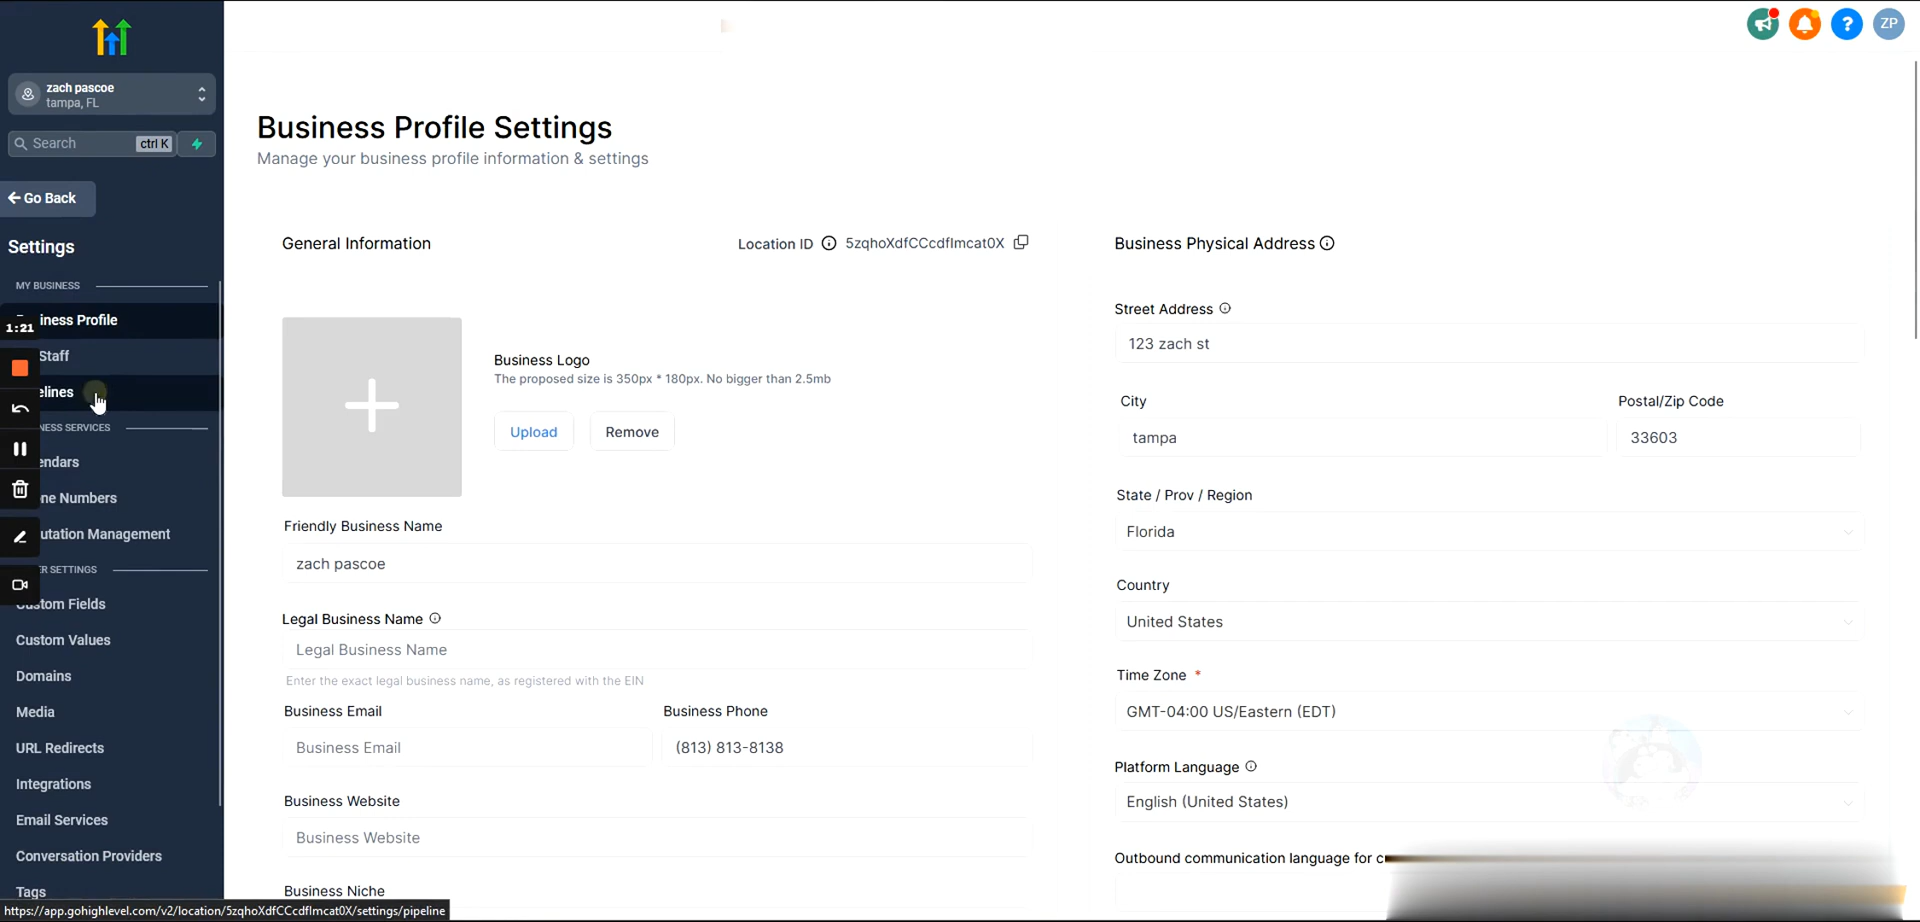 ZP
zach pascoe
tampa, FL
Search
ctrl K
Go Back
Settings
MY BUSINESS
iness Profile
1:21
Staff
elines
NESS SERVICES
endars
ne Numbers
utation Management
R SETTINGS
Custom Fields
Custom Values
Domains
Media
URL Redirects
Integrations
Email Services
Conversation Providers
Tags
https://app.gohighlevel.com/v2/location/5zqhoXdfCCcdfImcat0X/settings/pipeline
Business Profile Settings
Manage your business profile information & settings
General Information
Location ID
5zqhoXdfCCcdfImcat0X
Business Logo
The proposed size is 350px * 180px. No bigger than 2.5mb
Upload
Remove
Friendly Business Name
zach pascoe
Legal Business Name
Legal Business Name
Enter the exact legal business name, as registered with the EIN
Business Email
Business Phone
Business Email
(813) 813-8138
Business Website
Business Website
Business Niche
Business Physical Address
Street Address
123 zach st
City
Postal/Zip Code
tampa
33603
State / Prov / Region
Florida
Country
United States
Time Zone *
GMT-04:00 US/Eastern (EDT)
Platform Language
English (United States)
Outbound communication language for c